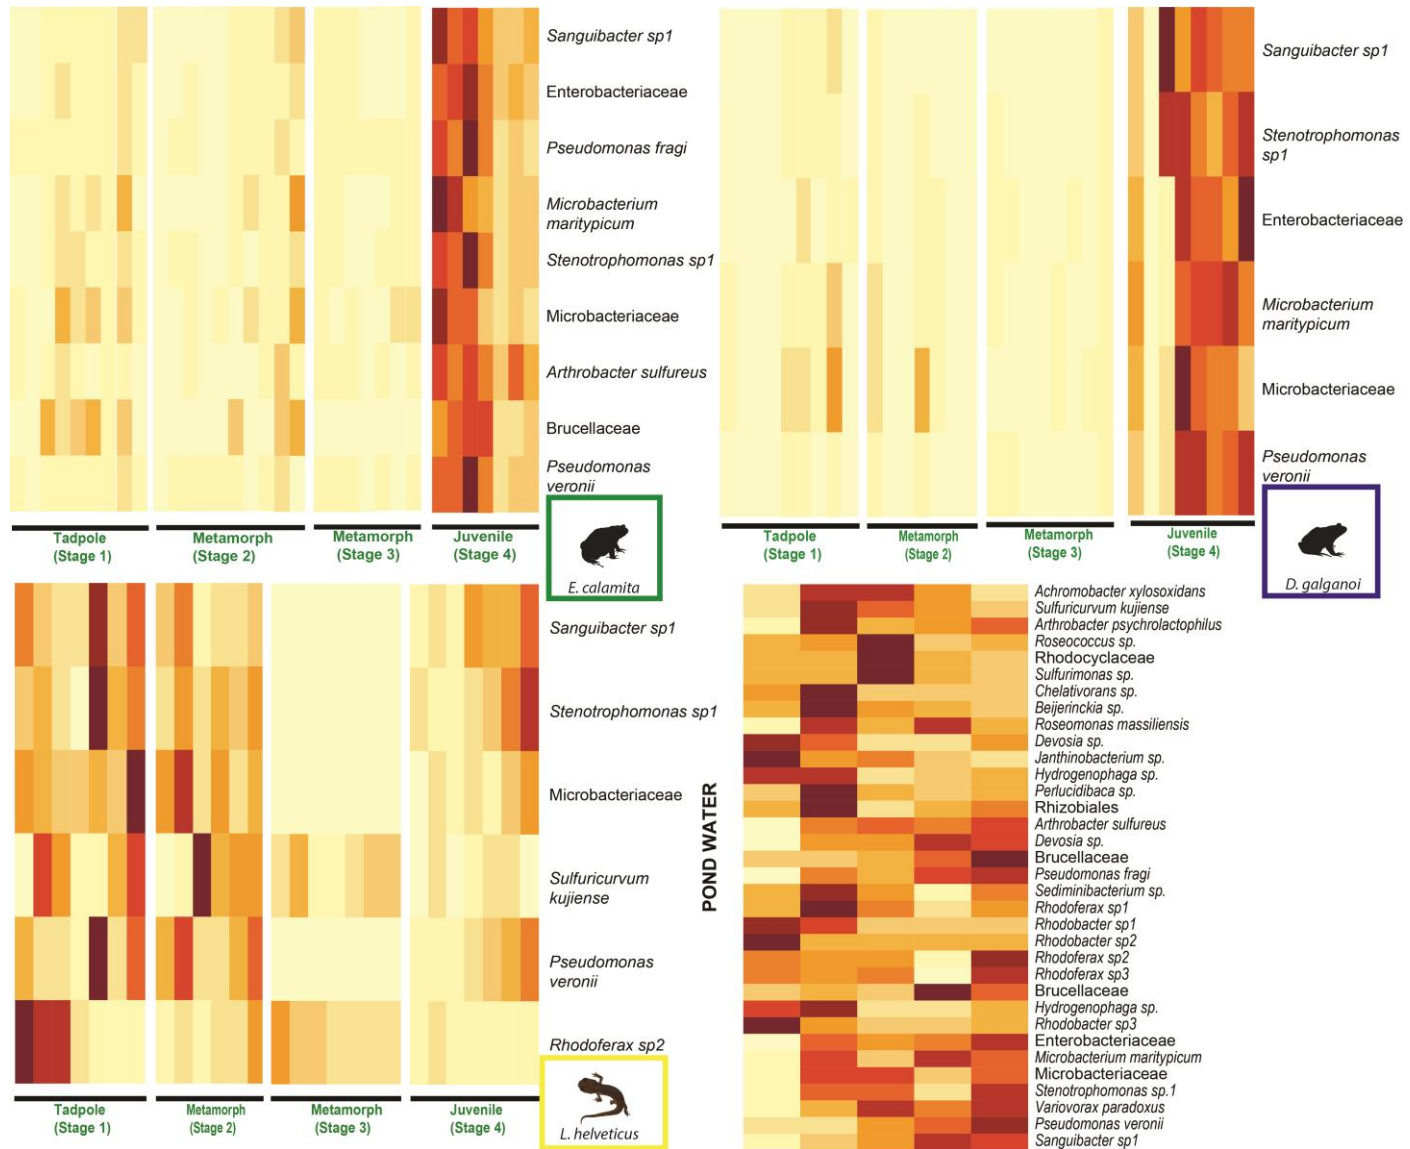 Sanguibacter sp1
Enterobacteriaceae
Pseudomonas fragi
Microbacterium
maritypicum
Stenotrophomonas sp1
Microbacteriaceae
Arthrobacter sulfureus
Brucellaceae
Pseudomonas
veronii
Tadpole
(Stage 1)
Metamorph
(Stage 2)
Metamorph
(Stage 3)
Juvenile
(Stage 4)
E. calamita
Sanguibacter sp1
Stenotrophomonas
sp1
Enterobacteriaceae
Microbacterium
maritypicum
Microbacteriaceae
Pseudomonas
veronii
Tadpole
(Stage 1)
Metamorph
(Stage 2)
Metamorph
(Stage 3)
Juvenile
(Stage 4)
D. galganoi
Sanguibacter sp1
Stenotrophomonas sp1
Microbacteriaceae
Sulfuricurvum
kujiense
Pseudomonas
veronii
Rhodoferax sp2
Tadpole
(Stage 1)
Metamorph
(Stage 2)
Metamorph
(Stage 3)
Juvenile
(Stage 4)
L. helveticus
POND WATER
Achromobacter xylosoxidans
Sulfuricurvum kujiense
Arthrobacter psychrolactophilus
Roseococcus sp.
Rhodocyclaceae
Sulfurimonas sp.
Chelativorans sp.
Beijerinckia sp.
Roseomonas massiliensis
Devosia sp.
Janthinobacterium sp.
Hydrogenophaga sp.
Perlucidibaca sp.
Rhizobiales
Arthrobacter sulfureus
Devosia sp.
Brucellaceae
Pseudomonas fragi
Sediminibacterium sp.
Rhodoferax sp1
Rhodobacter sp1
Rhodobacter sp2
Rhodoferax sp2
Rhodoferax sp3
Brucellaceae
Hydrogenophaga sp.
Rhodobacter sp3
Enterobacteriaceae
Microbacterium maritypicum
Microbacteriaceae
Stenotrophomonas sp.1
Variovorax paradoxus
Pseudomonas veronii
Sanguibacter sp1